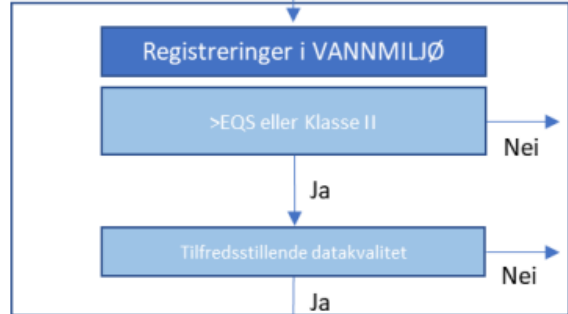 Registreringer i VANNMILJØ
>EQS eller Klasse II
Nei
Ja
Tilfredsstillende datakvalitet
Nei
Ja